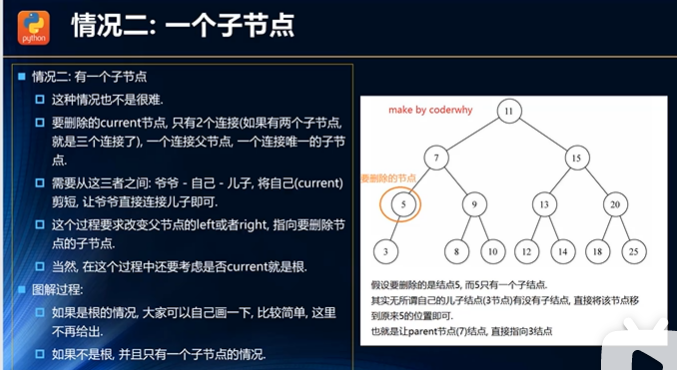 python
情况二: 一个子节点
情况二: 有一个子节点
这种情况也不是很难.
要删除的current节点, 只有2个连接(如果有两个子节点,
就是三个连接了), 一个连接父节点, 一个连接唯一的子节
点.
需要从这三者之间: 爷爷 - 自己 - 儿子, 将自己(current)
剪短, 让爷爷直接连接儿子即可.
这个过程要求改变父节点的left或者right, 指向要删除节
点的子节点.
当然, 在这个过程中还要考虑是否current就是根.
图解过程:
如果是根的情况, 大家可以自己画一下, 比较简单, 这里
不再给出.
如果不是根, 并且只有一个子节点的情况.
make by coderwhy
11
7
15
要删除的节点
5
9
13
20
3
8
10
12
14
18
25
假设要删除的是结点5, 而5只有一个子结点.
其实无所谓自己的儿子结点(3节点)有没有子结点, 直接将该节点移
到原来5的位置即可.
也就是让parent节点(7)结点, 直接指向3结点